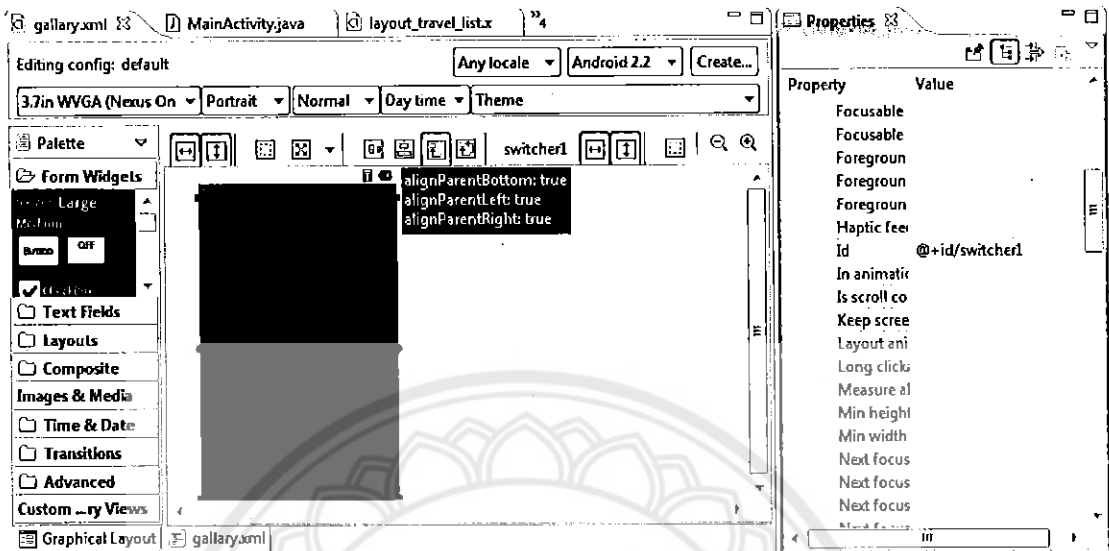 gallary.xml
MainActivity.java
layout_travel_list.x
»4
Properties
Editing config: default
Any locale
Android 2.2
Create...
3.7in WVGA (Nexus On
Portrait
Normal
Day time
Theme
Property Value
Palette
switcher1
Form Widgets
Large
Medium
Button
OFF
Text Fields
Layouts
Composite
Images & Media
Time & Date
Transitions
Advanced
Custom ...ry Views
alignParentBottom: true
alignParentLeft: true
alignParentRight: true
Graphical Layout
gallary.xml
Focusable
Focusable
Foregroun
Foregroun
Foregroun
Haptic feed
Id @+id/switcher1
In animatic
Is scroll co
Keep scree
Layout ani
Long clicka
Measure al
Min height
Min width
Next focus
Next focus
Next focus